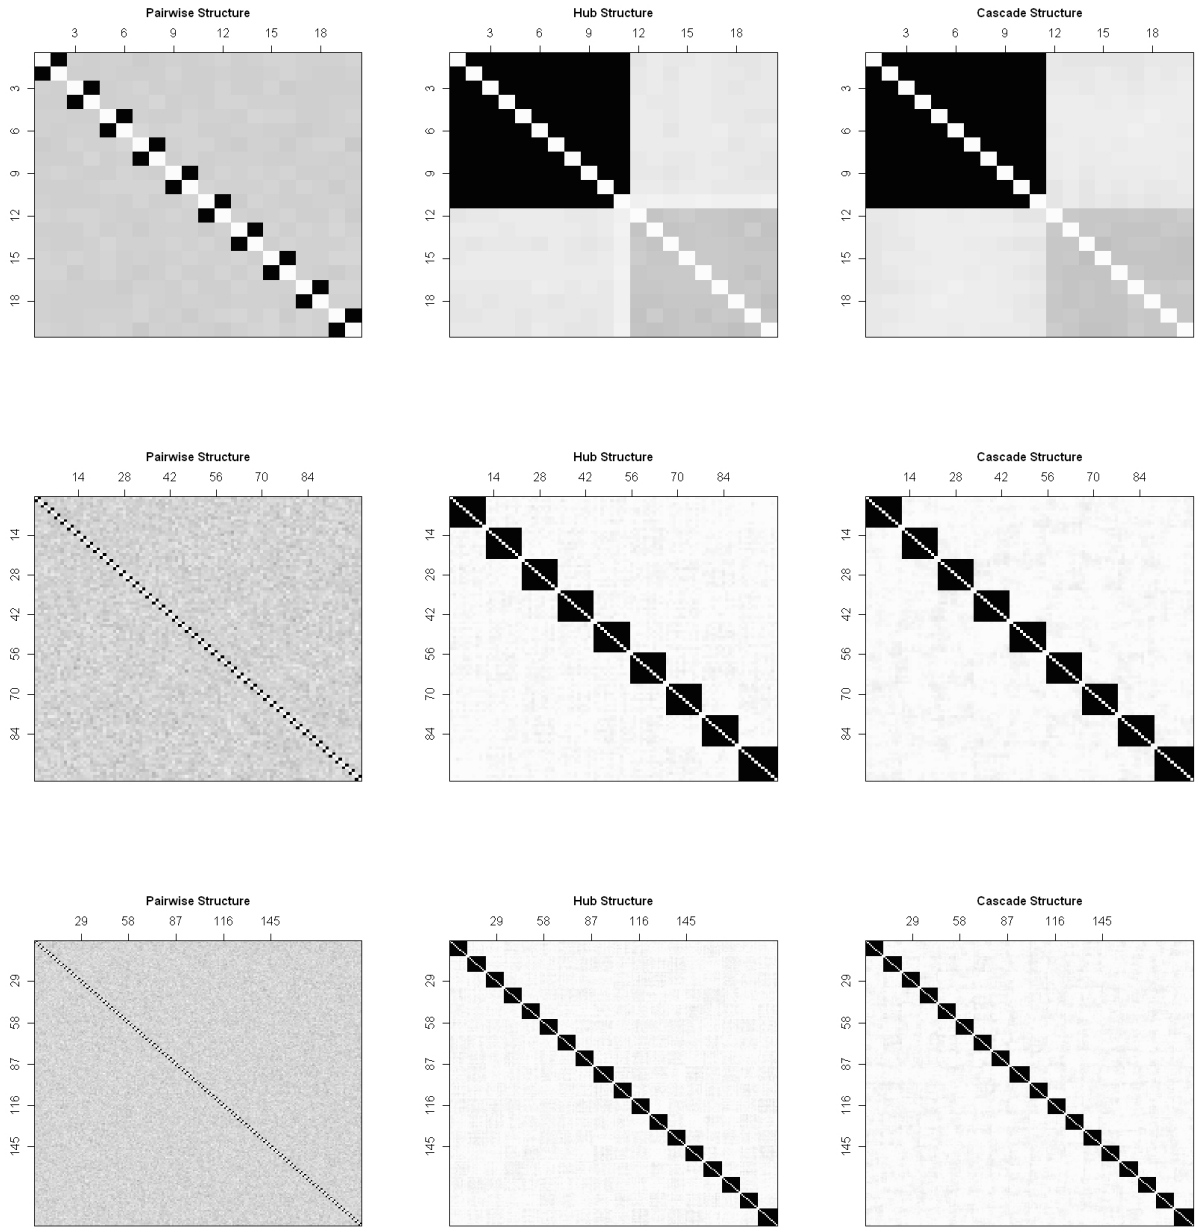 Pairwise Structure
3 6 9 12 15 18
3
6
9
12
15
18
Hub Structure
3 6 9 12 15 18
3
6
9
12
15
18
Cascade Structure
3 6 9 12 15 18
3
6
9
12
15
18
Pairwise Structure
14 28 42 56 70 84
14
28
42
56
70
84
Hub Structure
14 28 42 56 70 84
14
28
42
56
70
84
Cascade Structure
14 28 42 56 70 84
14
28
42
56
70
84
Pairwise Structure
29 58 87 116 145
29
58
87
116
145
Hub Structure
29 58 87 116 145
29
58
87
116
145
Cascade Structure
29 58 87 116 145
29
58
87
116
145